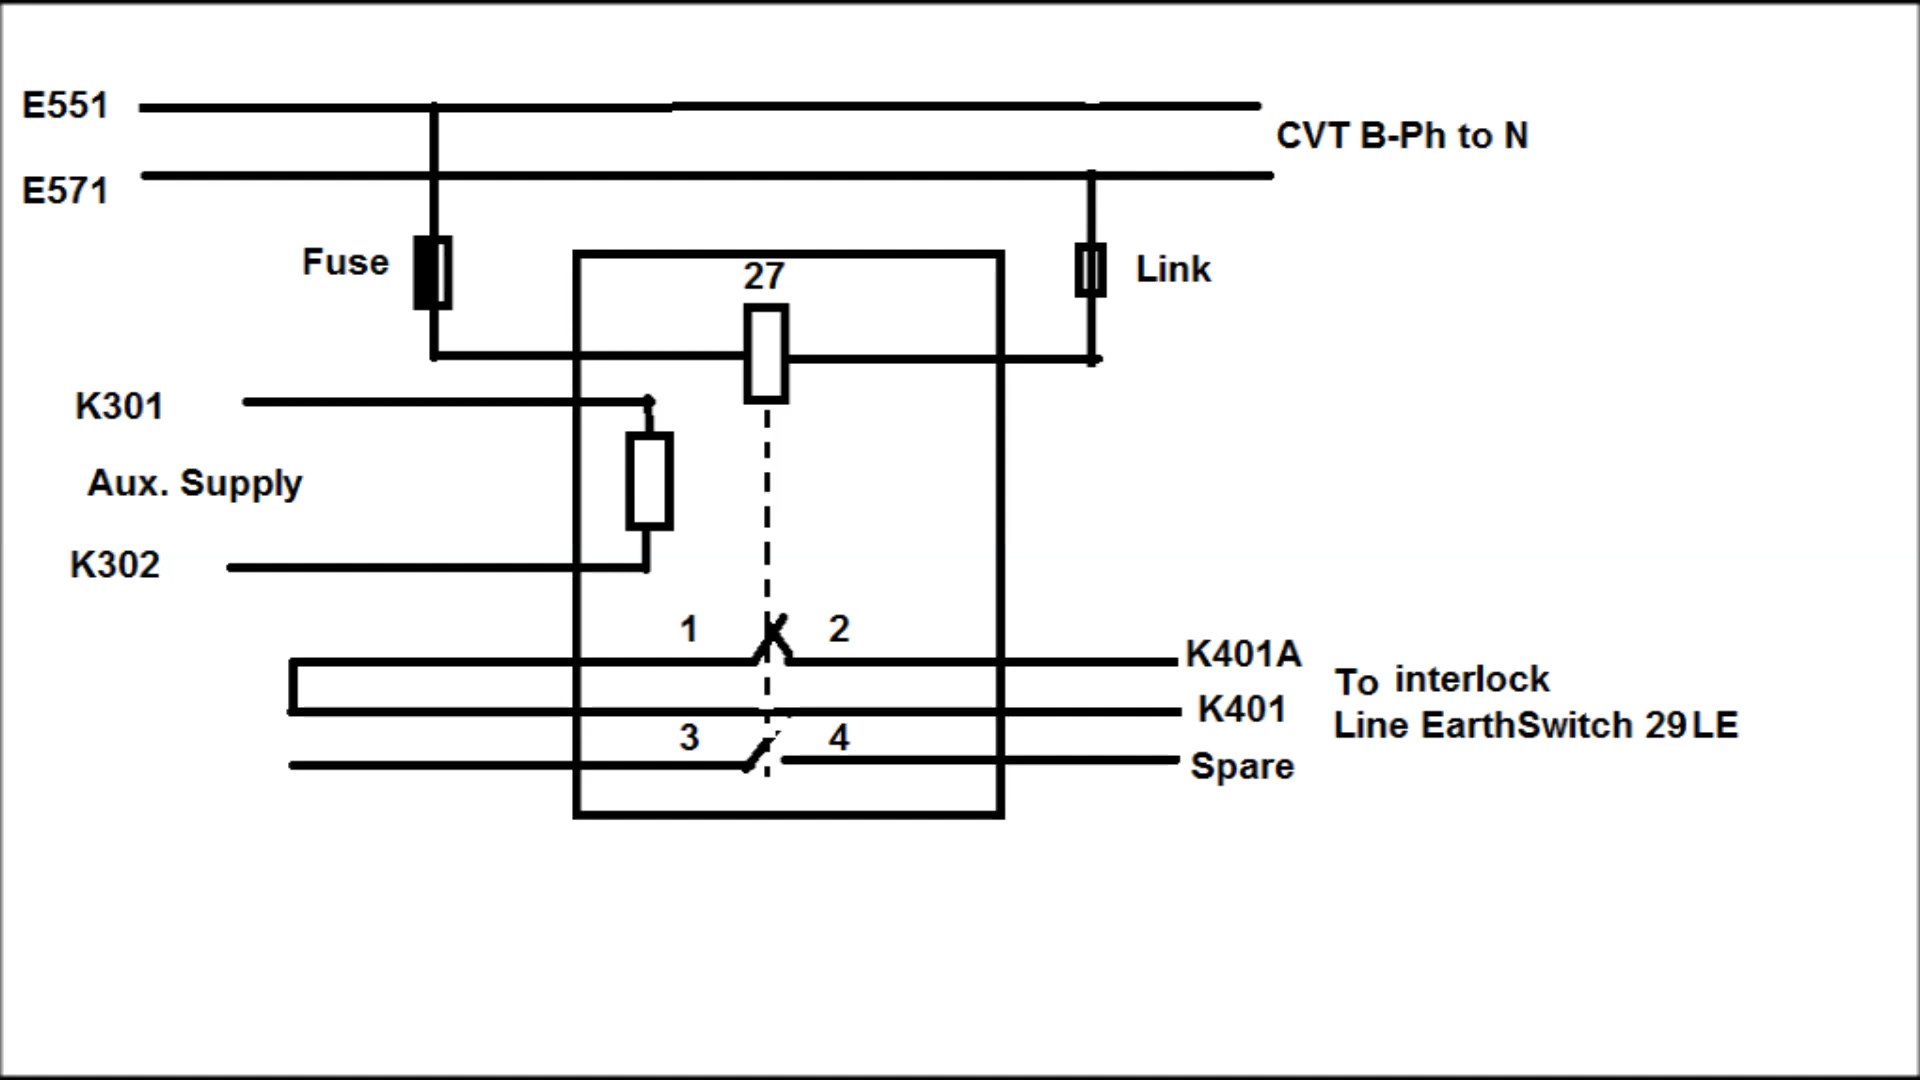 E551
CVT B-Ph to N
E571
Fuse
27
Link
K301
Aux. Supply
K302
1
2
K401A
To interlock
K401
Line EarthSwitch 29LE
3
4
Spare